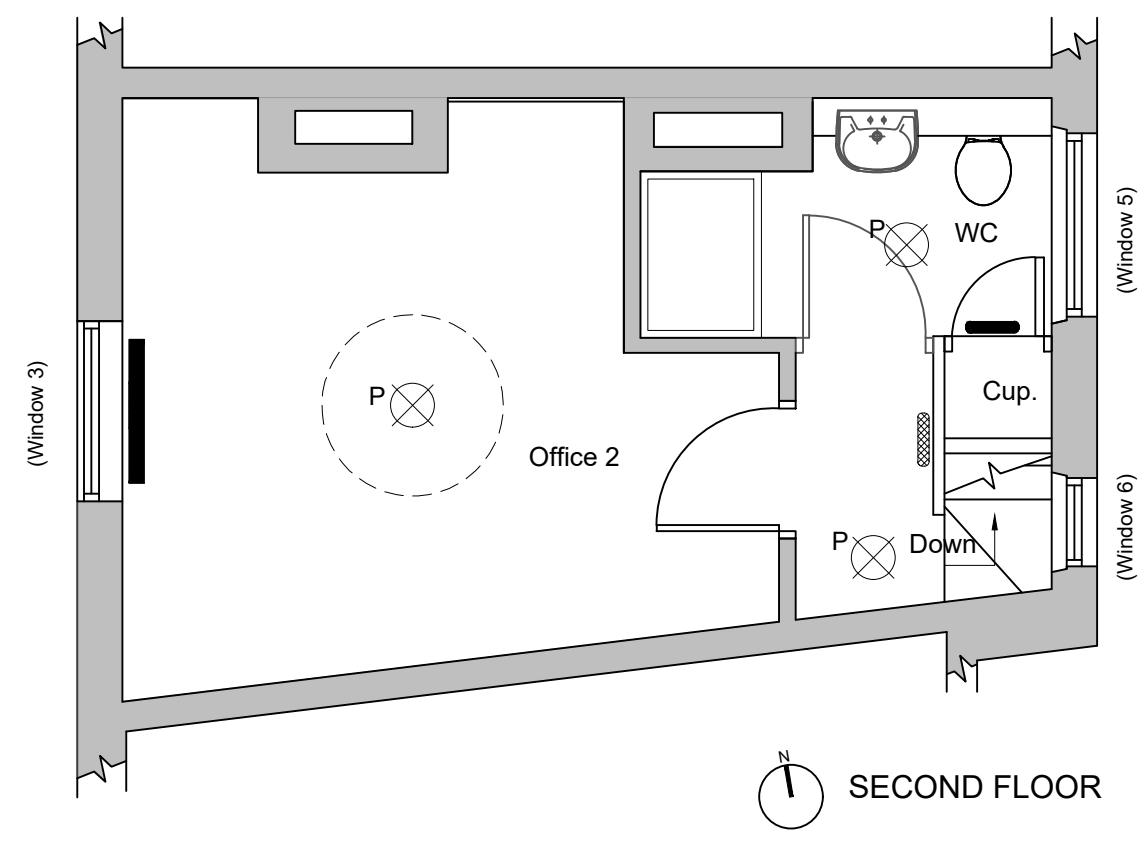 P
WC
(Window 5)
Cup.
(Window 3)
P
Office 2
P
Down
(Window 6)
N
SECOND FLOOR